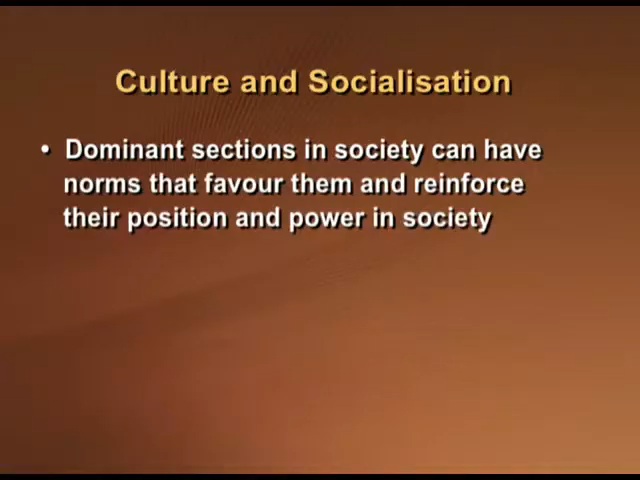 Culture and Socialisation
• Dominant sections in society can have
norms that favour them and reinforce
their position and power in society